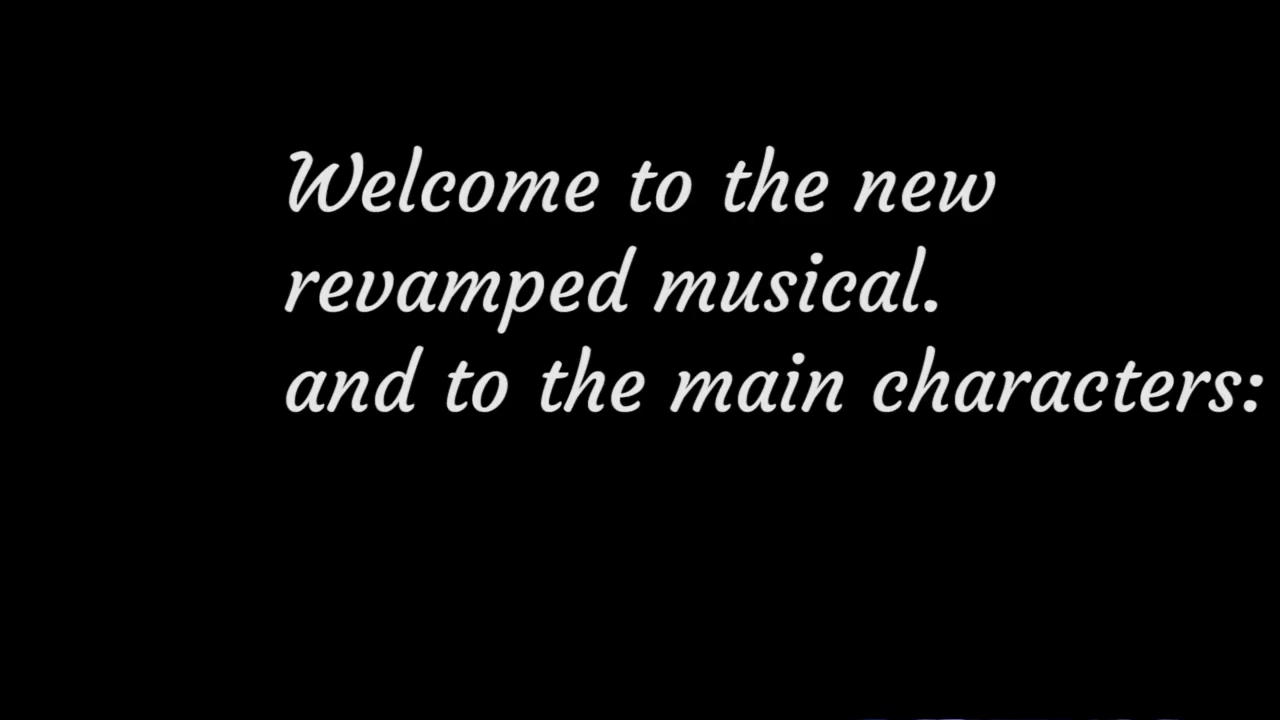 Welcome to the new
revamped musical.
and to the main characters: